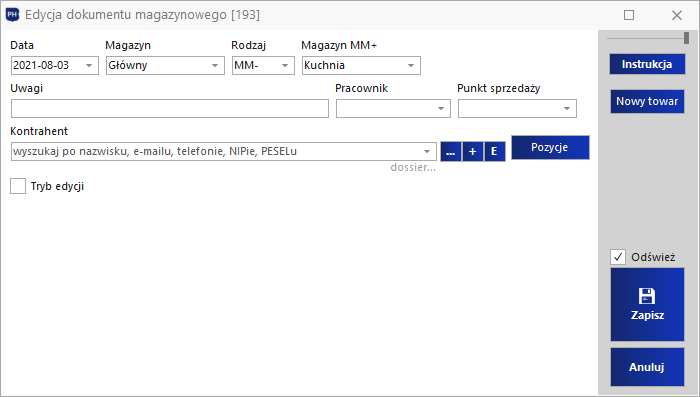 PH+ Edycja dokumentu magazynowego [193]
Data Magazyn Rodzaj Magazyn MM+
2021-08-03 Główny MM- Kuchnia
Instrukcja
Uwagi Pracownik Punkt sprzedaży
Nowy towar
Kontrahent
wyszukaj po nazwisku, e-mailu, telefonie, NIPie, PESELu ... + E Pozycje
dossier...
Tryb edycji
Odśwież
Zapisz
Anuluj